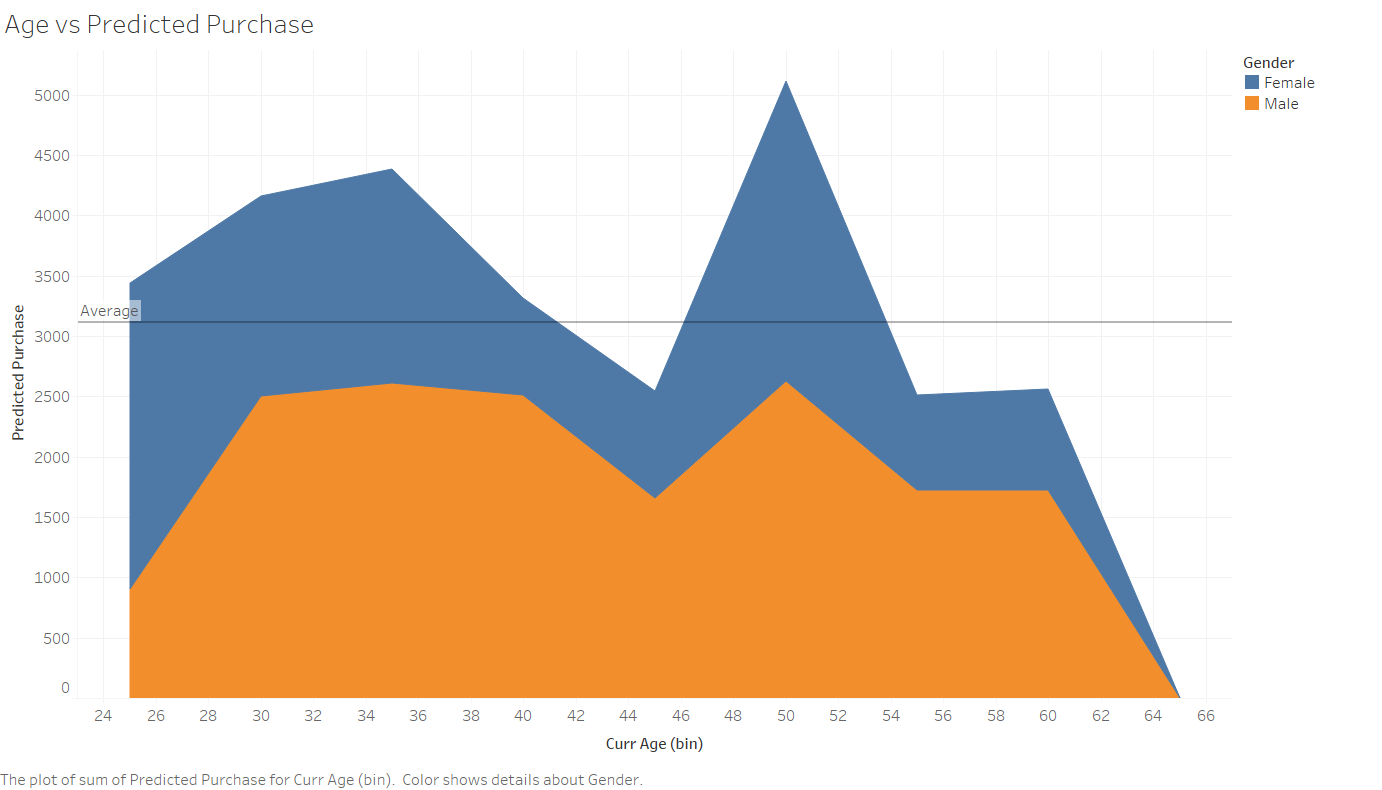 Age vs Predicted Purchase
Gender
Female
Male
5000
4500
4000
3500
Average
3000
2500
2000
1500
1000
500
0
Predicted Purchase
24 26 28 30 32 34 36 38 40 42 44 46 48 50 52 54 56 58 60 62 64 66
Curr Age (bin)
The plot of sum of Predicted Purchase for Curr Age (bin).  Color shows details about Gender.